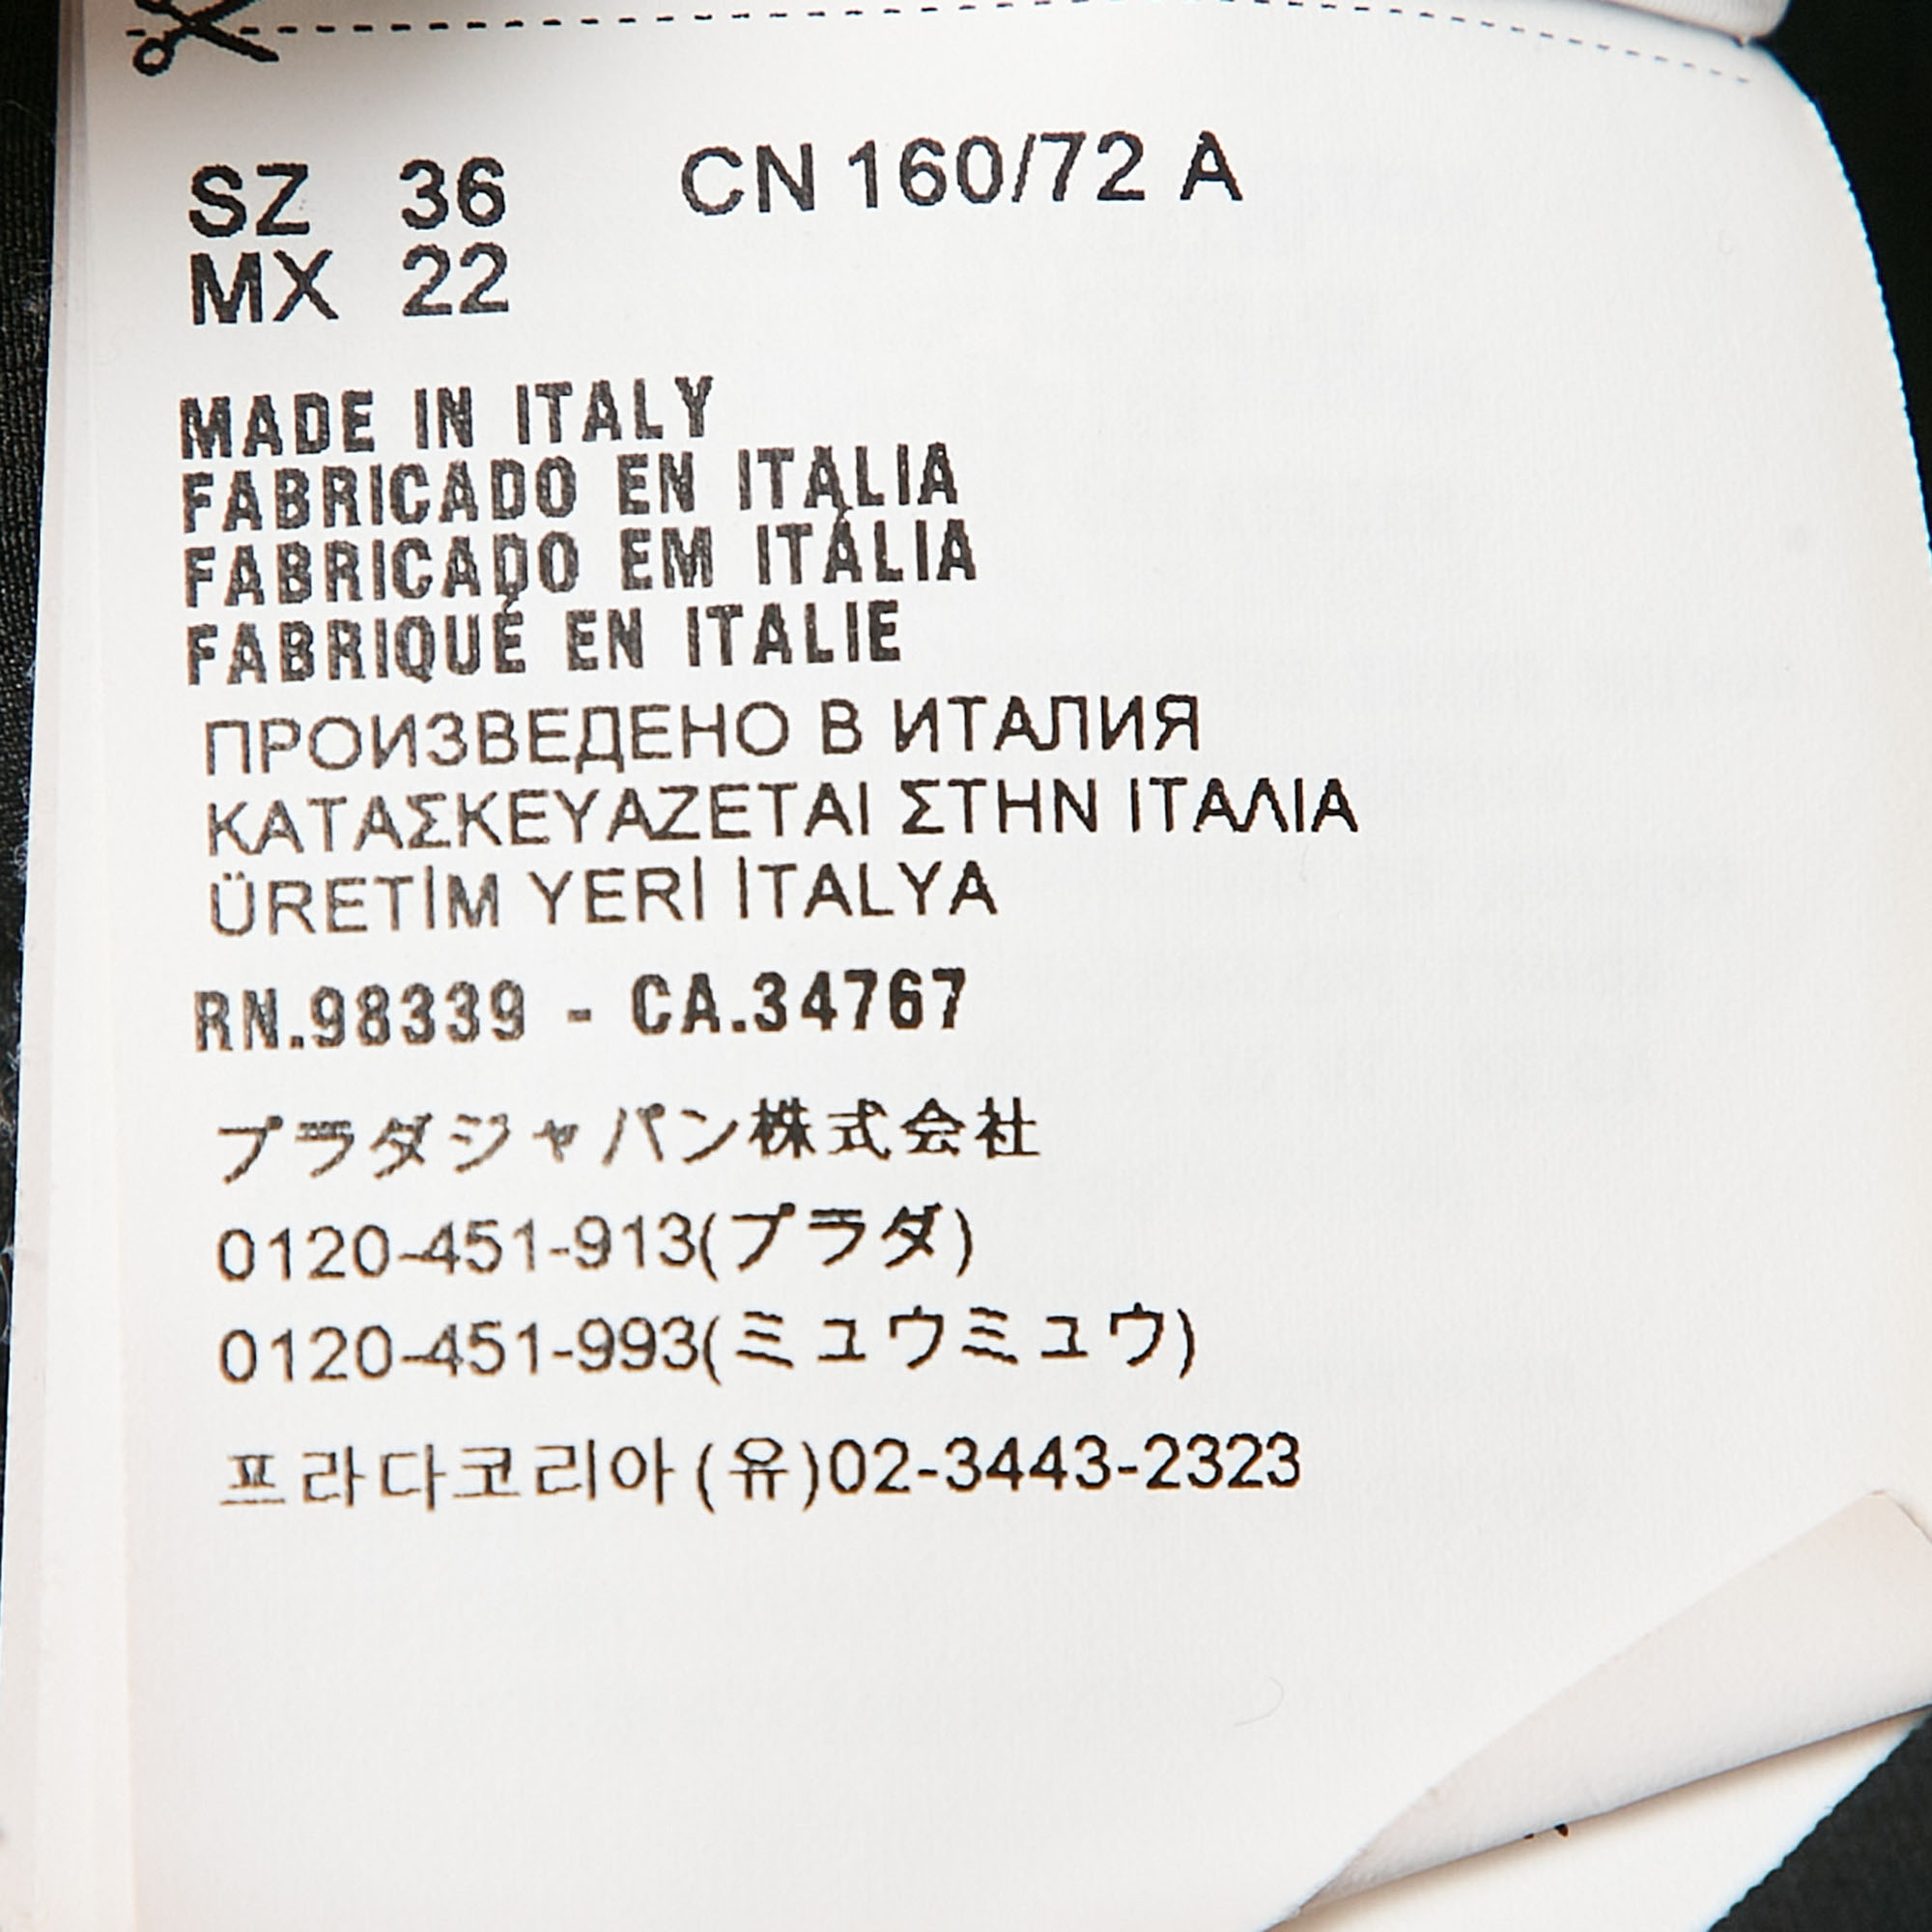 SZ 36 CN 160/72 A
MX 22
MADE IN ITALY
FABRICADO EN ITALIA
FABRICADO EM ITÁLIA
FABRIQUÉ EN ITALIE
ПРОИЗВЕДЕНО В ИТАЛИЯ
ΚΑΤΑΣΚΕΥΑΖΕΤΑΙ ΣΤΗΝ ΙΤΑΛΙΑ
ÜRETİM YERİ İTALYA
RN.98339 - CA.34767
プラダジャパン株式会社
0120-451-913(プラダ)
0120-451-993(ミュウミュウ)
프라다코리아(유)02-3443-2323